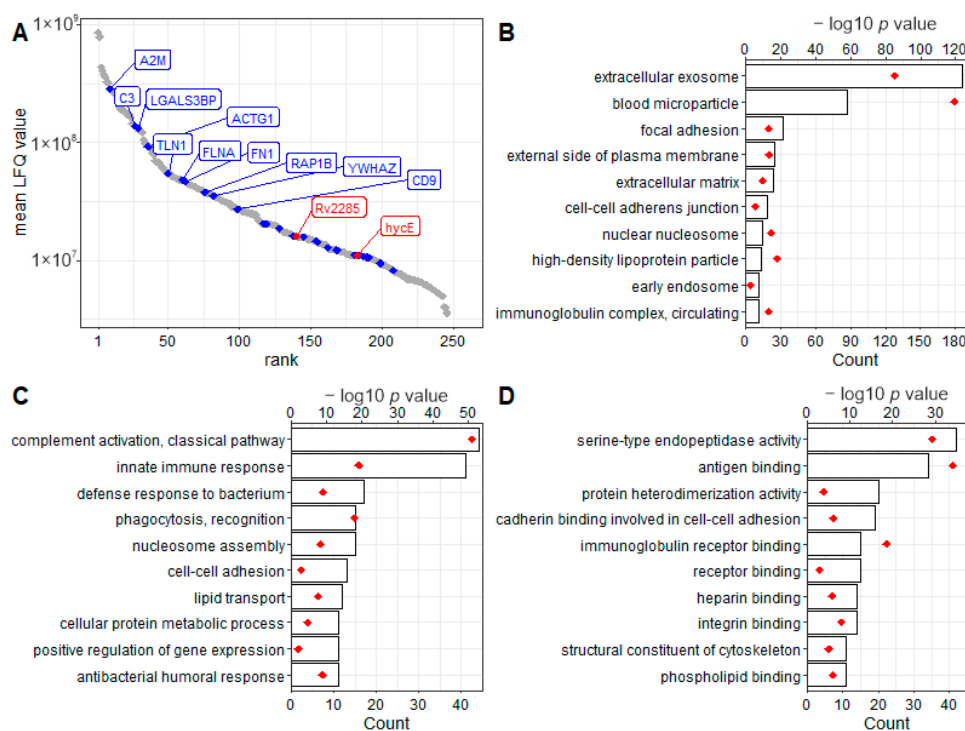 A
1×10⁹
1×10⁸
1×10⁷
mean LFQ value
A2M
C3
LGALS3BP
ACTG1
TLN1
FLNA
FN1
RAP1B
YWHAZ
CD9
Rv2285
hycE
1 50 100 150 200 250
rank
B
− log10 p value
0 20 40 60 80 100 120
extracellular exosome
blood microparticle
focal adhesion
external side of plasma membrane
extracellular matrix
cell-cell adherens junction
nuclear nucleosome
high-density lipoprotein particle
early endosome
immunoglobulin complex, circulating
0 30 60 90 120 150 180
Count
C
− log10 p value
0 10 20 30 40 50
complement activation, classical pathway
innate immune response
defense response to bacterium
phagocytosis, recognition
nucleosome assembly
cell-cell adhesion
lipid transport
cellular protein metabolic process
positive regulation of gene expression
antibacterial humoral response
0 10 20 30 40
Count
D
− log10 p value
0 10 20 30
serine-type endopeptidase activity
antigen binding
protein heterodimerization activity
cadherin binding involved in cell-cell adhesion
immunoglobulin receptor binding
receptor binding
heparin binding
integrin binding
structural constituent of cytoskeleton
phospholipid binding
0 10 20 30
Count